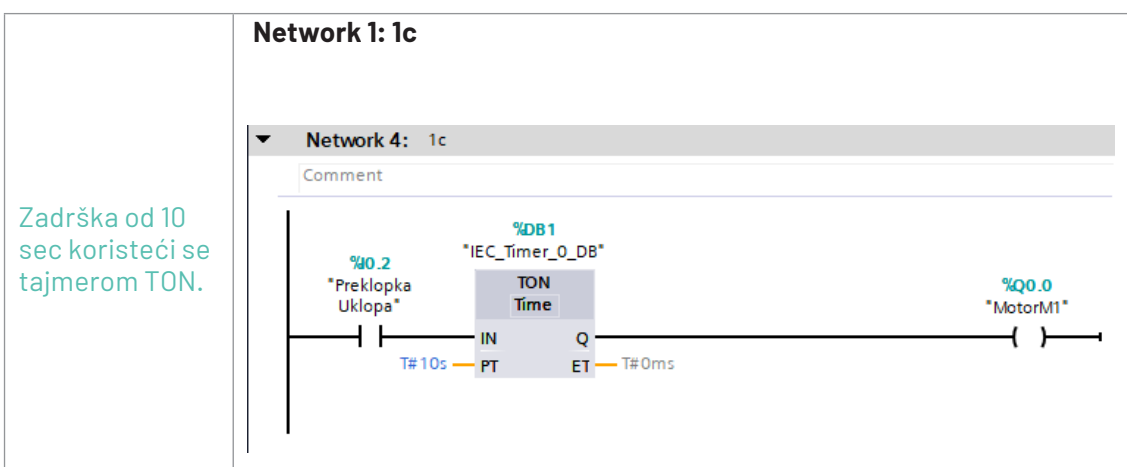 Network 1: 1c
Zadrška od 10
sec koristeći se
tajmerom TON.
Network 4: 1c
Comment
%DB1
"IEC_Timer_0_DB"
%I0.2
"Preklopka
Uklopa"
TON
Time
%Q0.0
"MotorM1"
IN Q
T#10s PT ET T#0ms